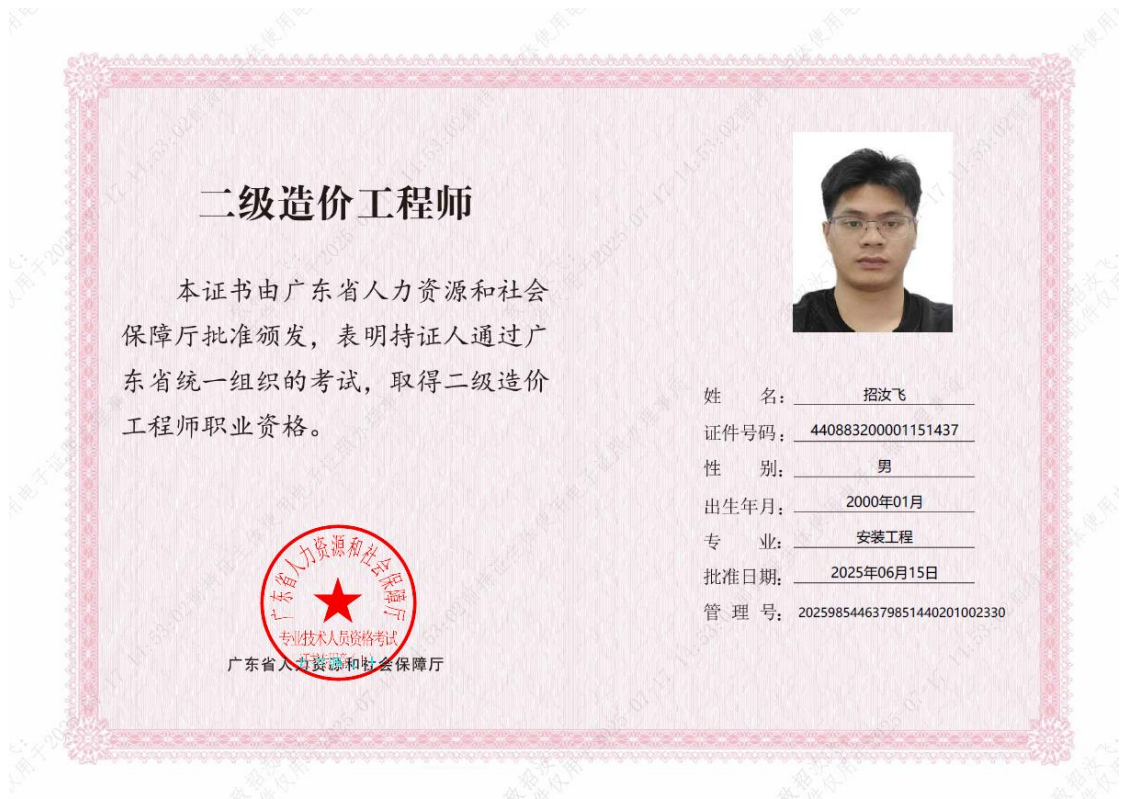 二级造价工程师
本证书由广东省人力资源和社会
保障厅批准颁发，表明持证人通过广
东省统一组织的考试，取得二级造价
工程师职业资格。
广东省人力资源和社会保障厅
专业技术人员资格考试
广东省人力资源和社会保障厅
姓 名：招汝飞
证件号码：440883200001151437
性 别：男
出生年月：2000年01月
专 业：安装工程
批准日期：2025年06月15日
管 理 号：2025985446379851440201002330